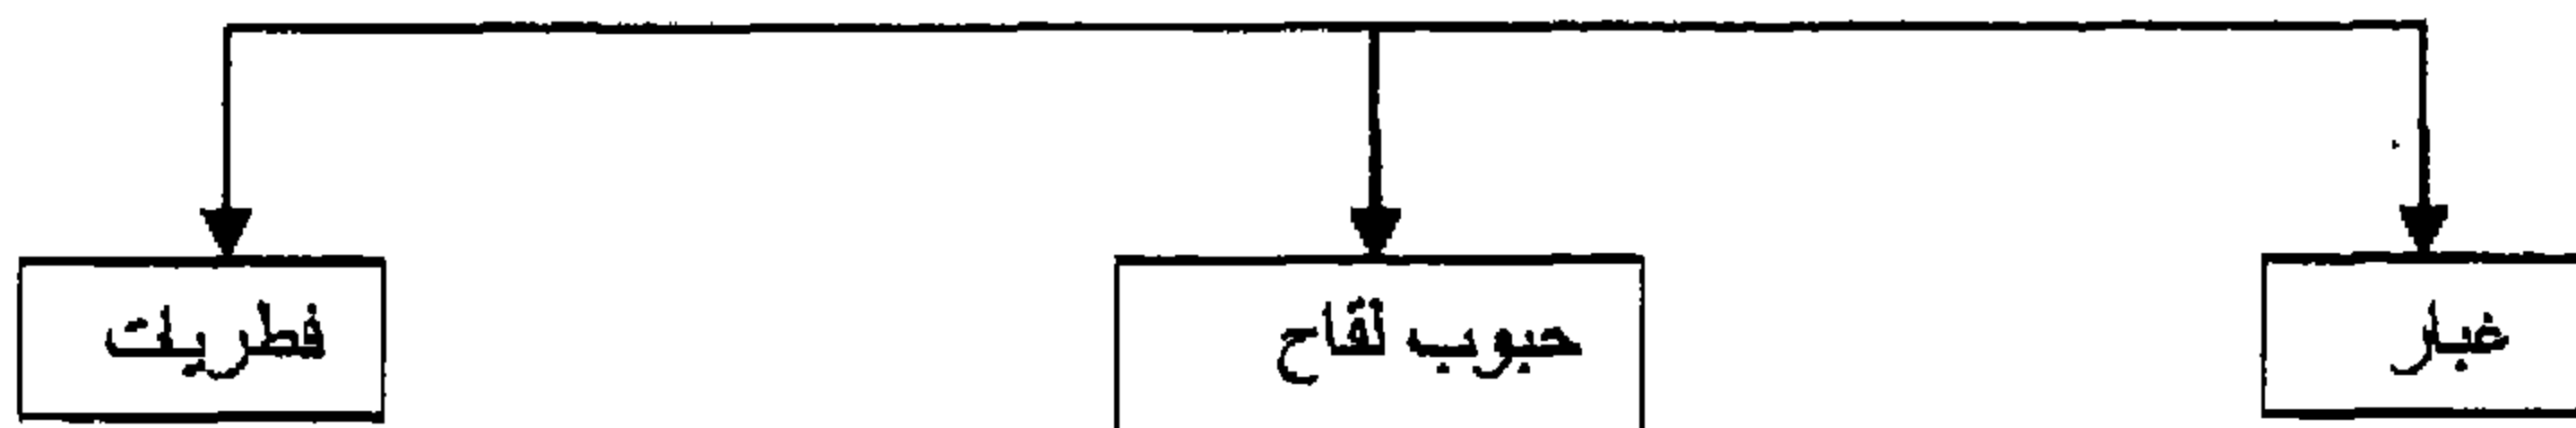 غبار
حبوب لقاح
فطريات